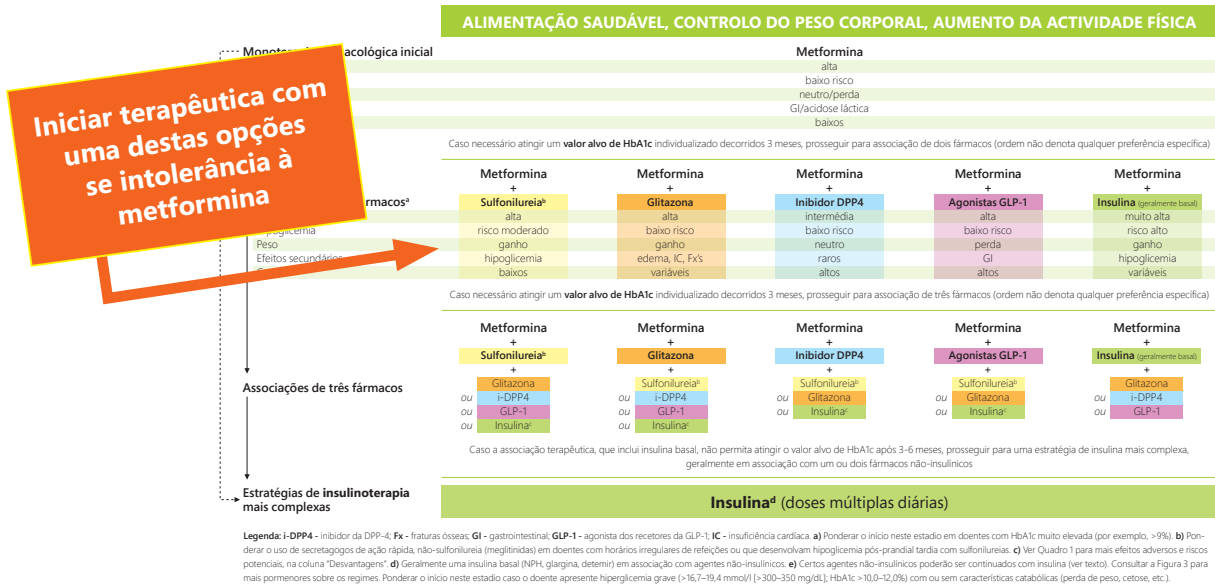 ALIMENTAÇÃO SAUDÁVEL, CONTROLO DO PESO CORPORAL, AUMENTO DA ACTIVIDADE FÍSICA
acológica inicial
Metformina
alta
baixo risco
neutro/perda
GI/acidose láctica
baixos
Iniciar terapêutica com
uma destas opções
se intolerância à
metformina
Caso necessário atingir um valor alvo de HbA1c individualizado decorridos 3 meses, prosseguir para associação de dois fármacos (ordem não denota qualquer preferência específica)
Metformina Metformina Metformina Metformina Metformina
+ + + + +
rmacosª Sulfonilureiaᵇ Glitazona Inibidor DPP4 Agonistas GLP-1 Insulina (geralmente basal)
alta alta intermédia alta muito alta
risco moderado baixo risco baixo risco baixo risco risco alto
Peso ganho ganho neutro perda ganho
Efeitos secundários hipoglicemia edema, IC, Fx's raros GI hipoglicemia
baixos variáveis altos altos variáveis
Caso necessário atingir um valor alvo de HbA1c individualizado decorridos 3 meses, prosseguir para associação de três fármacos (ordem não denota qualquer preferência específica)
Metformina Metformina Metformina Metformina Metformina
+ + + + +
Sulfonilureiaᵇ Glitazona Inibidor DPP4 Agonistas GLP-1 Insulina (geralmente basal)
+ + + + +
Associações de três fármacos
Glitazona Sulfonilureiaᵇ Sulfonilureiaᵇ Sulfonilureiaᵇ Glitazona
ou i-DPP4 ou i-DPP4 ou Glitazona ou Glitazona ou i-DPP4
ou GLP-1 ou GLP-1 ou Insulinaᶜ ou Insulinaᶜ ou GLP-1
ou Insulinaᶜ ou Insulinaᶜ
Caso a associação terapêutica, que inclui insulina basal, não permita atingir o valor alvo de HbA1c após 3-6 meses, prosseguir para uma estratégia de insulina mais complexa,
geralmente em associação com um ou dois fármacos não-insulínicos
Estratégias de insulinoterapia
mais complexas
Insulinaᵈ (doses múltiplas diárias)
Legenda: i-DPP4 - inibidor da DPP-4; Fx - fraturas ósseas; GI - gastrointestinal; GLP-1 - agonista dos recetores da GLP-1; IC - insuficiência cardíaca. a) Ponderar o início neste estadio em doentes com HbA1c muito elevada (por exemplo, >9%). b) Pon-
derar o uso de secretagogos de ação rápida, não-sulfonilureia (meglitinidas) em doentes com horários irregulares de refeições ou que desenvolvam hipoglicemia pós-prandial tardia com sulfonilureias. c) Ver Quadro 1 para mais efeitos adversos e riscos
potenciais, na coluna "Desvantagens". d) Geralmente uma insulina basal (NPH, glargina, detemir) em associação com agentes não-insulínicos. e) Certos agentes não-insulínicos poderão ser continuados com insulina (ver texto). Consultar a Figura 3 para
mais pormenores sobre os regimes. Ponderar o início neste estadio caso o doente apresente hiperglicemia grave (>16,7–19,4 mmol/l [>300–350 mg/dL]; HbA1c >10,0–12,0%) com ou sem características catabólicas (perda de peso, cetose, etc.).